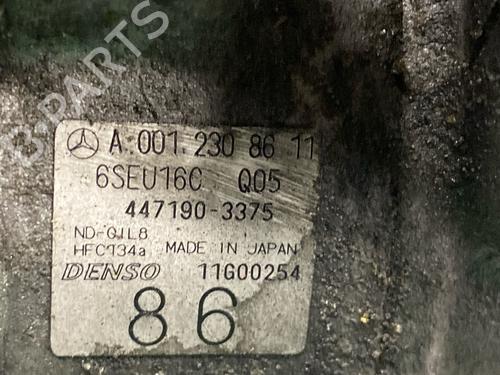 B-PARTS
A 001 230 86 11
6SEU16C Q05
447190-3375
ND-OIL8
HFC134a MADE IN JAPAN
DENSO 11G00254
86